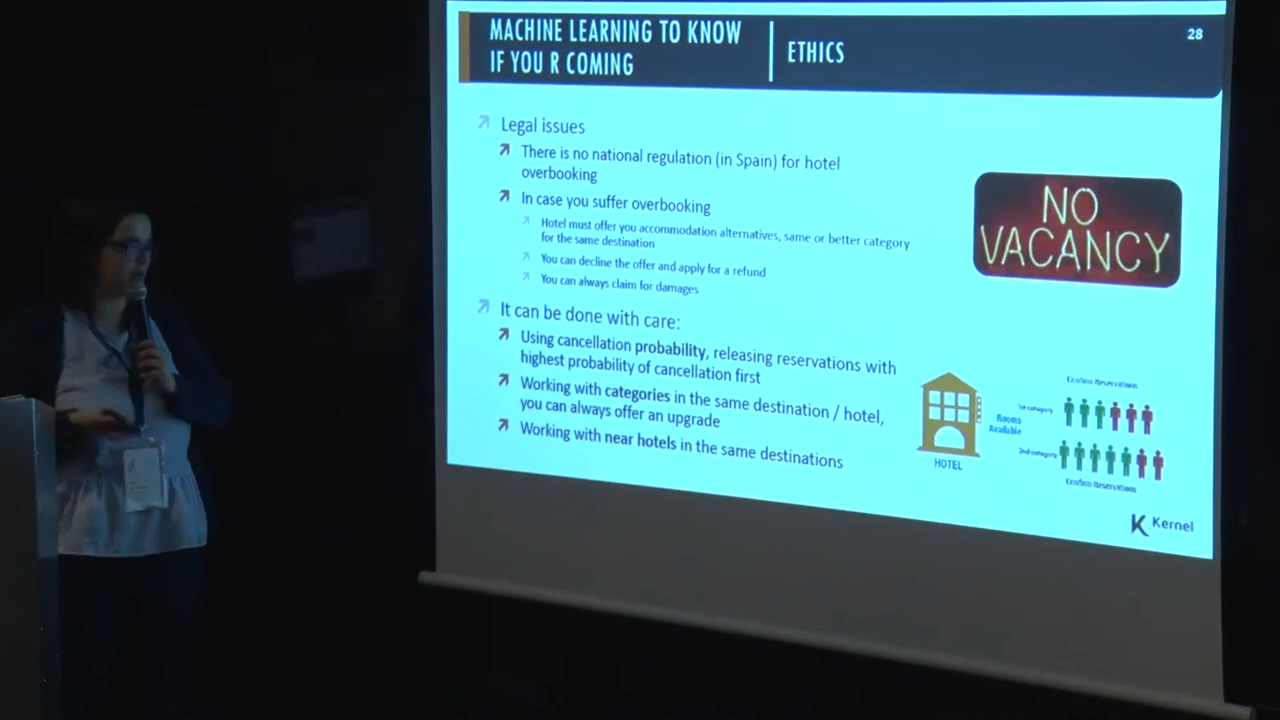 MACHINE LEARNING TO KNOW
IF YOU R COMING
ETHICS
28
Legal issues
There is no national regulation (in Spain) for hotel
overbooking
In case you suffer overbooking
Hotel must offer you accommodation alternatives, same or better category
for the same destination
You can decline the offer and apply for a refund
You can always claim for damages
NO
VACANCY
It can be done with care:
Using cancellation probability, releasing reservations with
highest probability of cancellation first
Working with categories in the same destination / hotel,
you can always offer an upgrade
Working with near hotels in the same destinations
HOTEL
Confirm Reservations
1st category
Rooms
Available
2nd category
Confirm Reservations
K Kernel